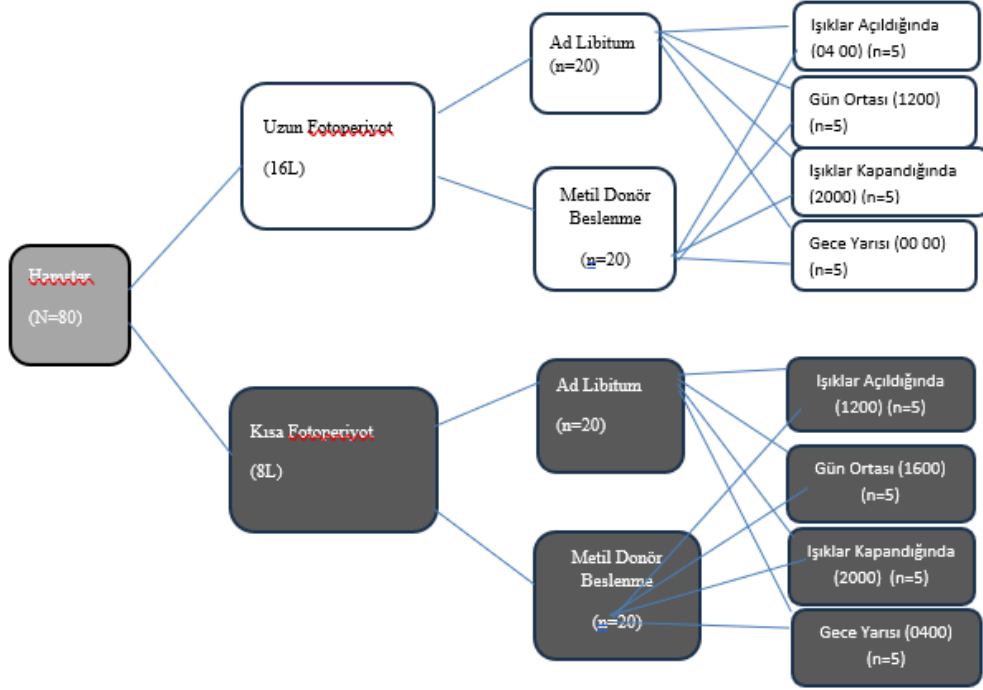 Hamster
(N=80)
Uzun Fotoperiyot
(16L)
Ad Libitum
(n=20)
Metil Donör
Beslenme
(n=20)
Işıklar Açıldığında
(04 00) (n=5)
Gün Ortası (1200)
(n=5)
Işıklar Kapandığında
(2000) (n=5)
Gece Yarısı (00 00)
(n=5)
Kısa Fotoperiyot
(8L)
Ad Libitum
(n=20)
Metil Donör
Beslenme
(n=20)
Işıklar Açıldığında
(1200) (n=5)
Gün Ortası (1600)
(n=5)
Işıklar Kapandığında
(2000) (n=5)
Gece Yarısı (0400)
(n=5)